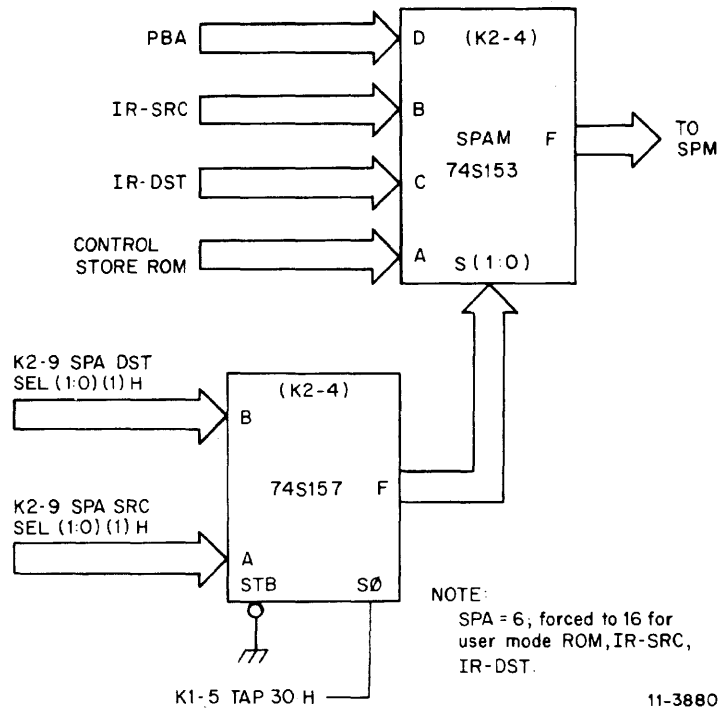 PBA
D
(K2-4)
IR-SRC
B
SPAM
F
74S153
TO
SPM
IR-DST
C
CONTROL
STORE ROM
A
S (1:0)
K2-9 SPA DST
SEL (1:0)(1) H
B
(K2-4)
74S157
F
K2-9 SPA SRC
SEL (1:0)(1) H
A
STB
SØ
NOTE:
SPA = 6; forced to 16 for
user mode ROM, IR-SRC,
IR-DST.
K1-5 TAP 30 H
11-3880